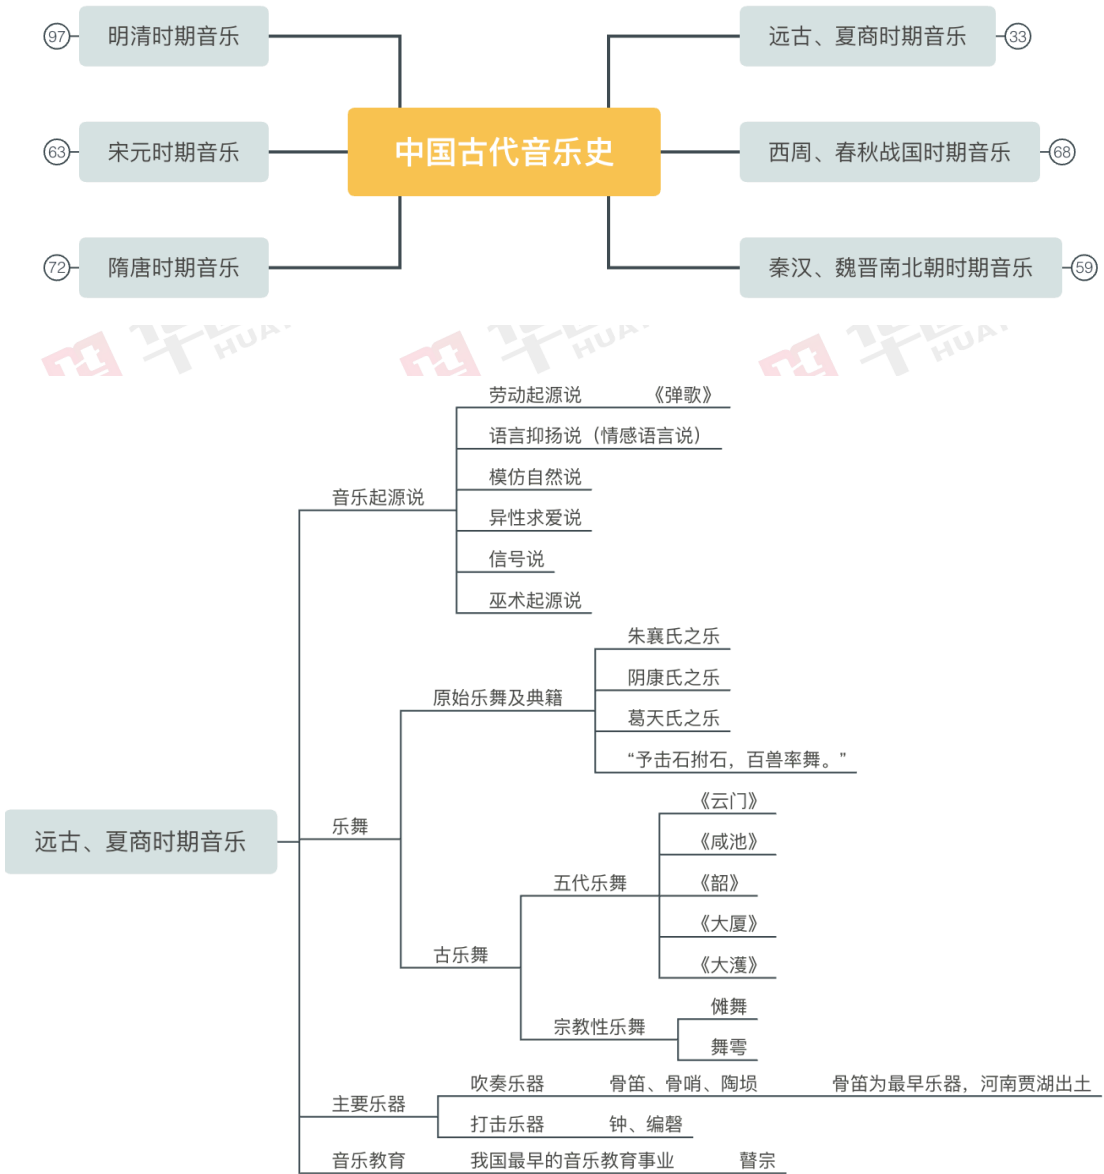 中国古代音乐史
远古、夏商时期音乐 33
西周、春秋战国时期音乐 68
秦汉、魏晋南北朝时期音乐 59
97 明清时期音乐
63 宋元时期音乐
72 隋唐时期音乐
HUA
HUA
HUA
远古、夏商时期音乐
音乐起源说
劳动起源说 《弹歌》
语言抑扬说（情感语言说）
模仿自然说
异性求爱说
信号说
巫术起源说
乐舞
原始乐舞及典籍
朱襄氏之乐
阴康氏之乐
葛天氏之乐
“予击石拊石，百兽率舞。”
古乐舞
五代乐舞
《云门》
《咸池》
《韶》
《大厦》
《大濩》
宗教性乐舞
傩舞
舞雩
主要乐器
吹奏乐器 骨笛、骨哨、陶埙 骨笛为最早乐器，河南贾湖出土
打击乐器 钟、编磬
音乐教育 我国最早的音乐教育事业 瞽宗